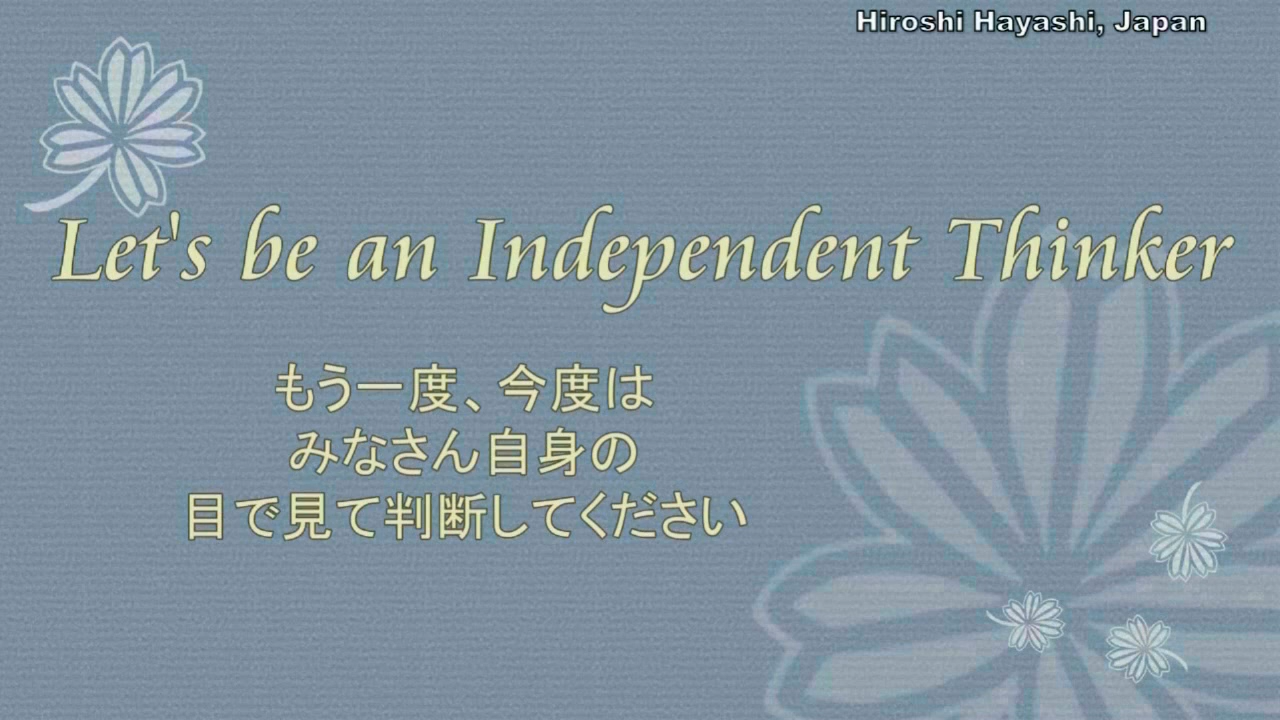 Hiroshi Hayashi, Japan
Let's be an Independent Thinker
もう一度、今度は
みなさん自身の
目で見て判断してください